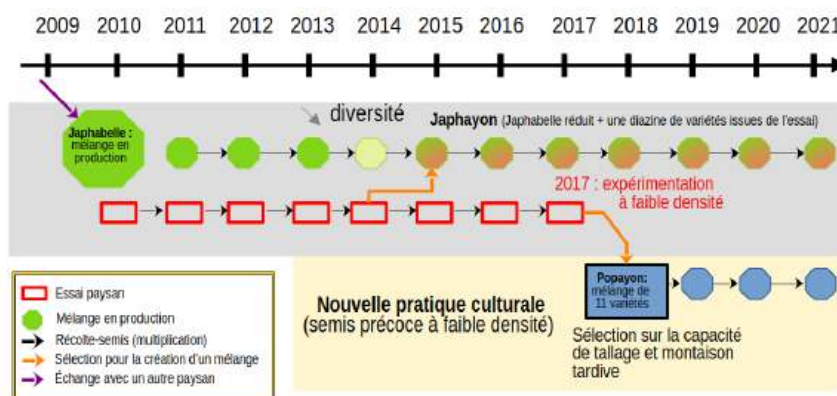 2009 2010 2011 2012 2013 2014 2015 2016 2017 2018 2019 2020 2021
diversité
Japhabelle :
mélange en
production
Japhayon (Japhabelle réduit + une diazine de variétés issues de l'essai)
2017 : expérimentation
à faible densité
Nouvelle pratique culturale
(semis précoce à faible densité)
Popayon:
mélange de
11 variétés
Sélection sur la capacité
de tallage et montaison
tardive
Essai paysan
Mélange en production
Récolte-semis (multiplication)
Sélection pour la création d'un mélange
Échange avec un autre paysan